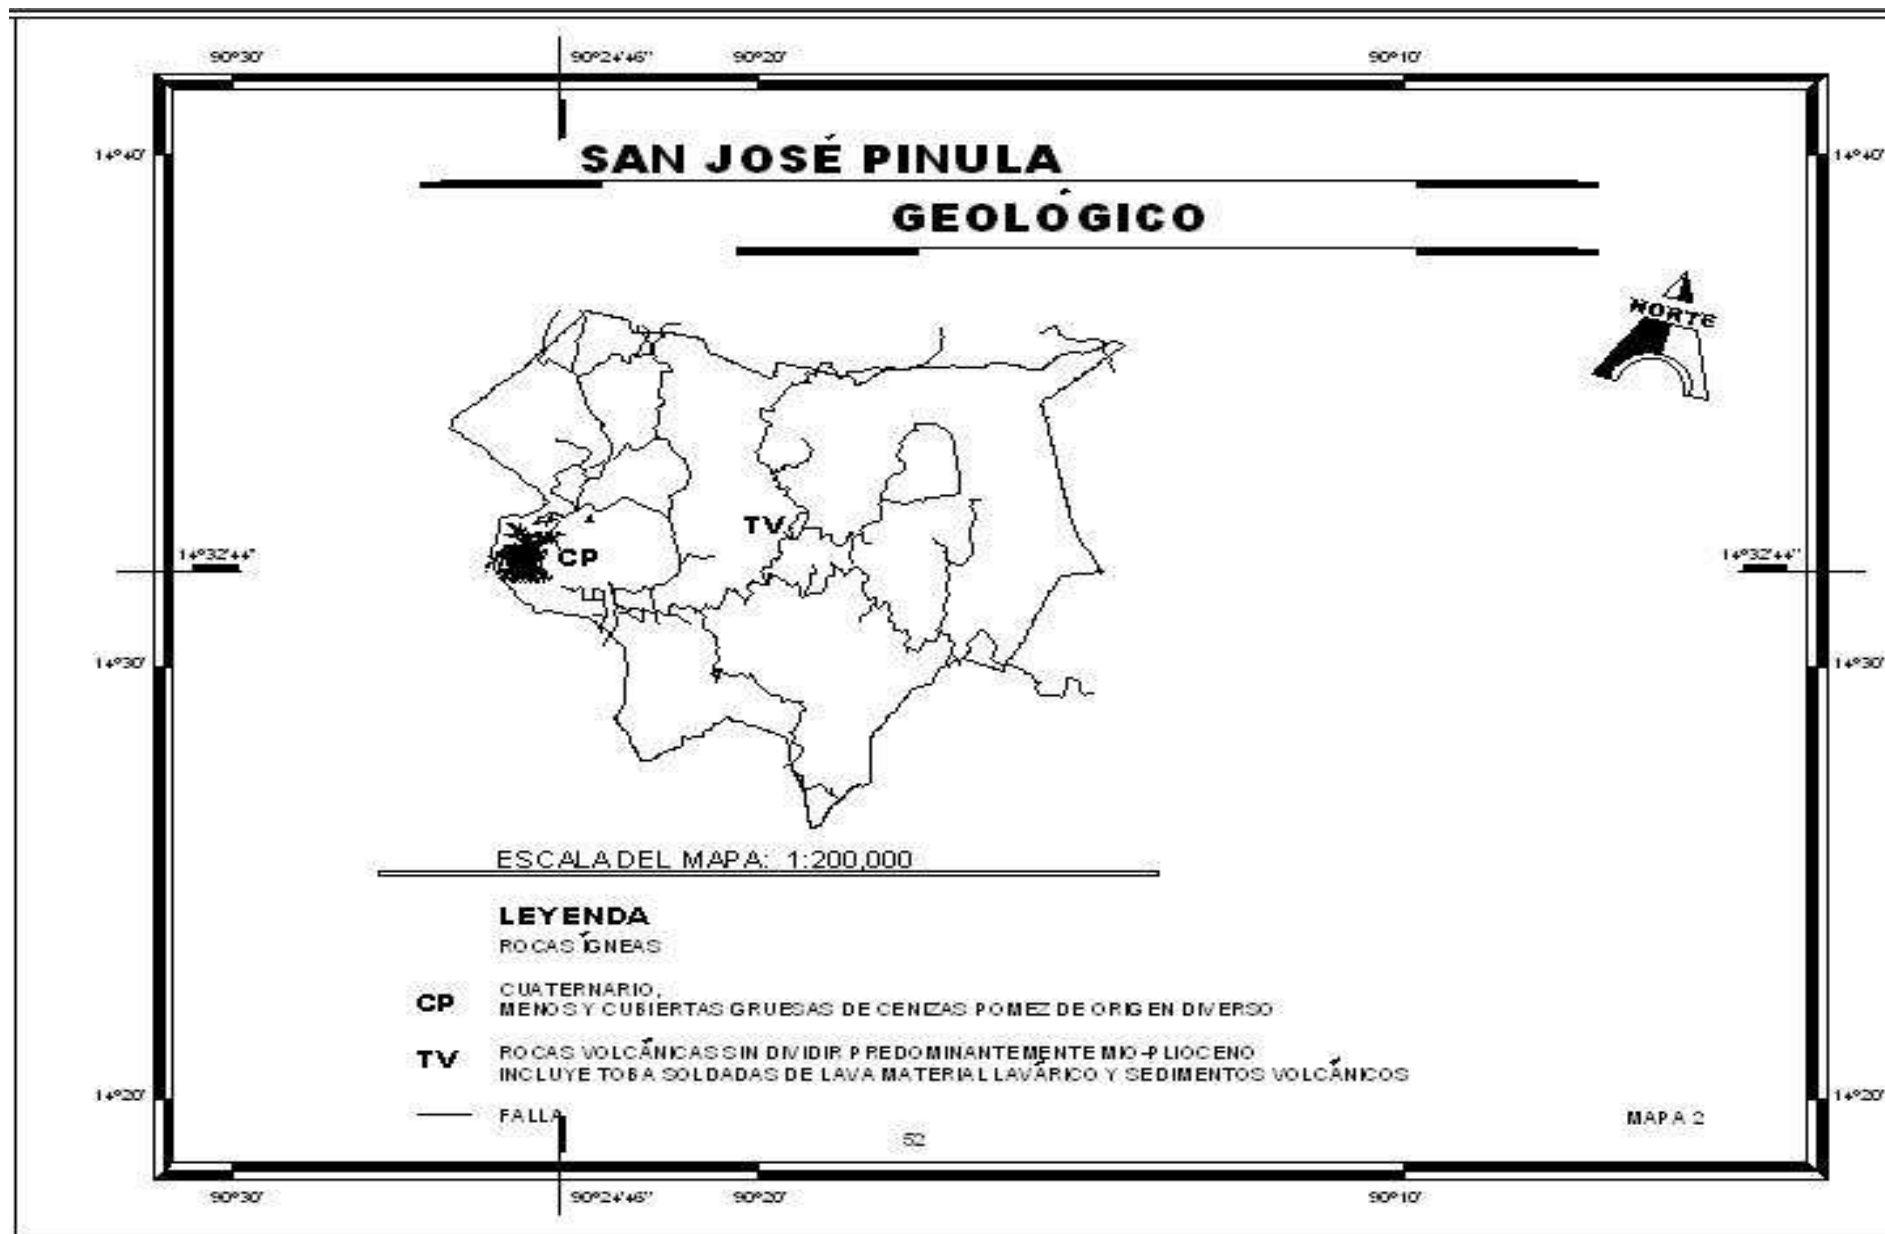 90°30' 90°24'46" 90°20' 90°10'
14°40' 14°40'
SAN JOSÉ PINULA
GEOLÓGICO
NORTE
TV
CP
14°32'44" 14°32'44"
14°30' 14°30'
ESCALA DEL MAPA: 1:200,000
LEYENDA
ROCAS ÍGNEAS
CP CUATERNARIO,
MENOS Y CUBIERTAS GRUESAS DE CENIZAS POMEZ DE ORIGEN DIVERSO
TV ROCAS VOLCÁNICAS SIN DIVIDIR PREDOMINANTEMENTE MIO-PLIOCENO
INCLUYE TOBA SOLDADAS DE LAVA MATERIAL LAVÁRICO Y SEDIMENTOS VOLCÁNICOS
14°20' 14°20'
FALLA
MAPA 2
52
90°30' 90°24'46" 90°20' 90°10'